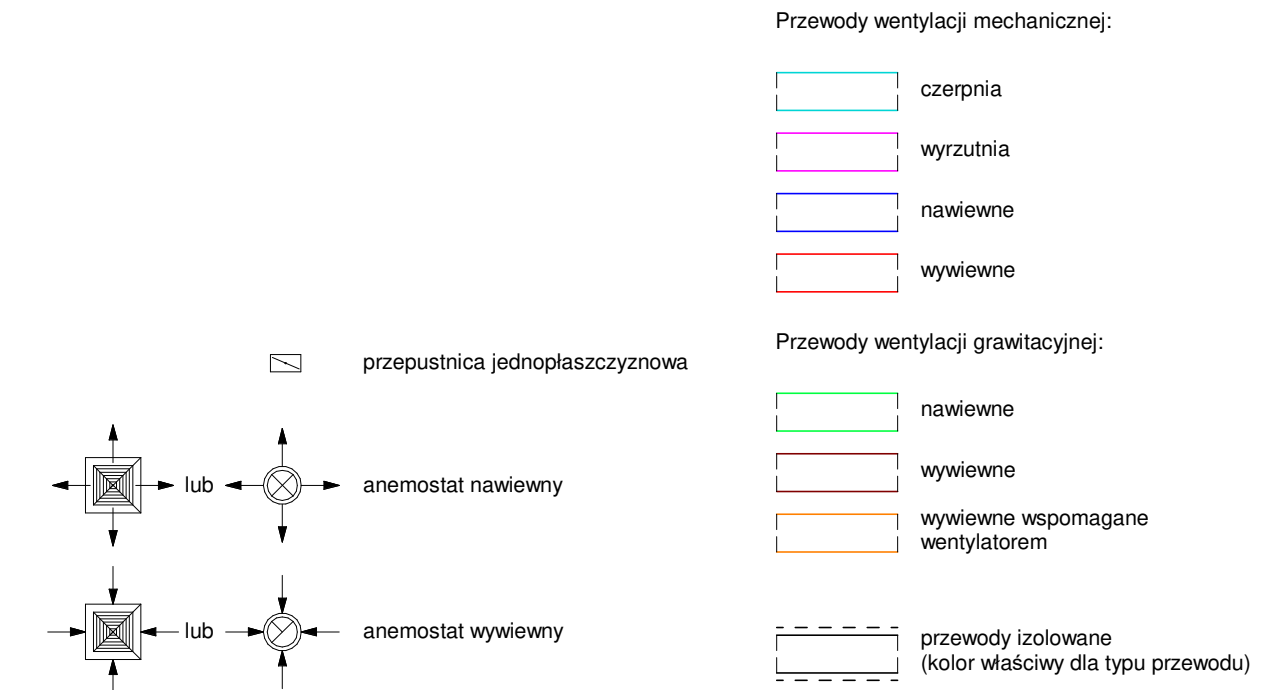 Przewody wentylacji mechanicznej:
czerpnia
wyrzutnia
nawiewne
wywiewne
Przewody wentylacji grawitacyjnej:
nawiewne
wywiewne
wywiewne wspomagane
wentylatorem
przewody izolowane
(kolor właściwy dla typu przewodu)
przepustnica jednopłaszczyznowa
lub anemostat nawiewny
lub anemostat wywiewny